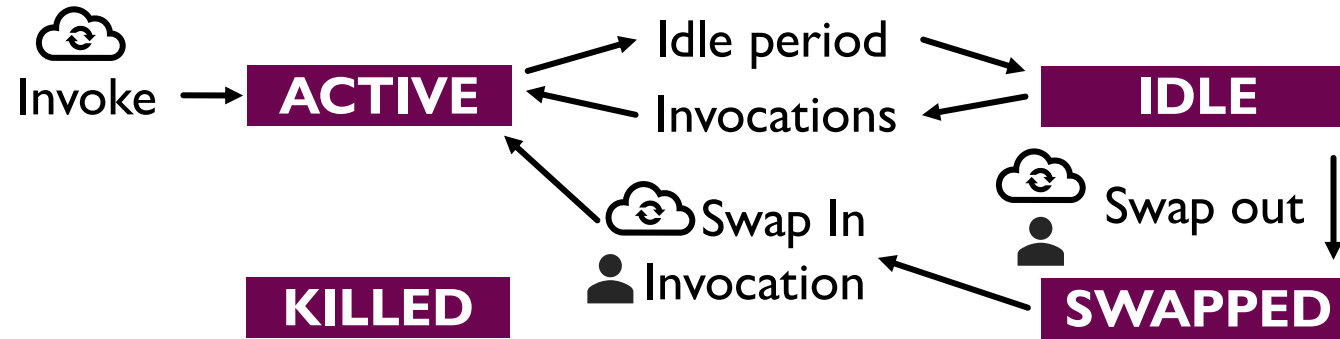 Invoke
ACTIVE
Idle period
Invocations
IDLE
Swap out
Swap In
Invocation
KILLED
SWAPPED